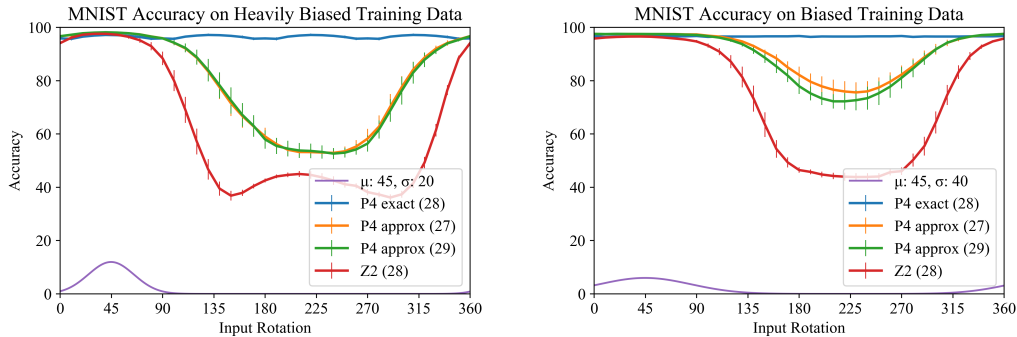 MNIST Accuracy on Heavily Biased Training Data
100
80
60
40
20
0
Accuracy
0 45 90 135 180 225 270 315 360
Input Rotation
μ: 45, σ: 20
P4 exact (28)
P4 approx (27)
P4 approx (29)
Z2 (28)
MNIST Accuracy on Biased Training Data
100
80
60
40
20
0
Accuracy
0 45 90 135 180 225 270 315 360
Input Rotation
μ: 45, σ: 40
P4 exact (28)
P4 approx (27)
P4 approx (29)
Z2 (28)